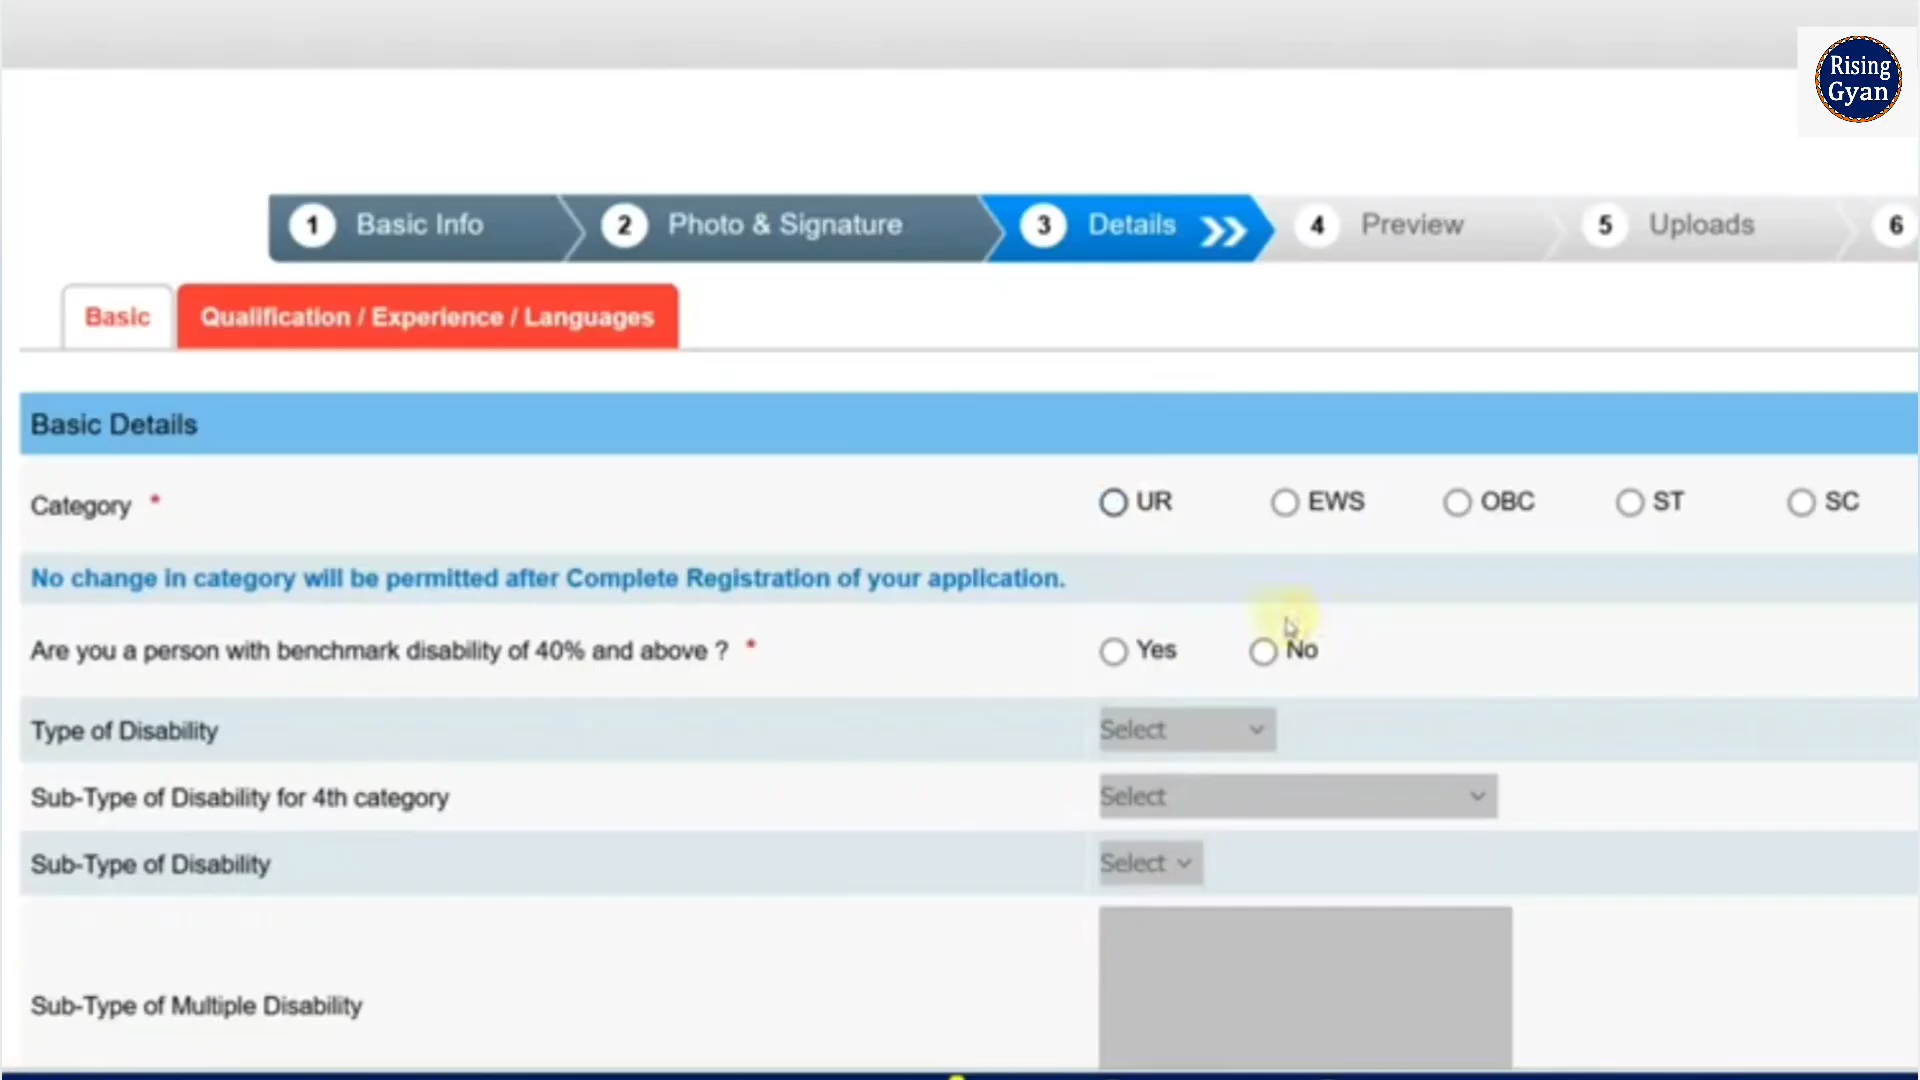 Rising
Gyan
1 Basic Info 2 Photo & Signature 3 Details 4 Preview 5 Uploads 6
Basic Qualification / Experience / Languages
Basic Details
Category * UR EWS OBC ST SC
No change in category will be permitted after Complete Registration of your application.
Are you a person with benchmark disability of 40% and above ? * Yes No
Type of Disability Select
Sub-Type of Disability for 4th category Select
Sub-Type of Disability Select
Sub-Type of Multiple Disability